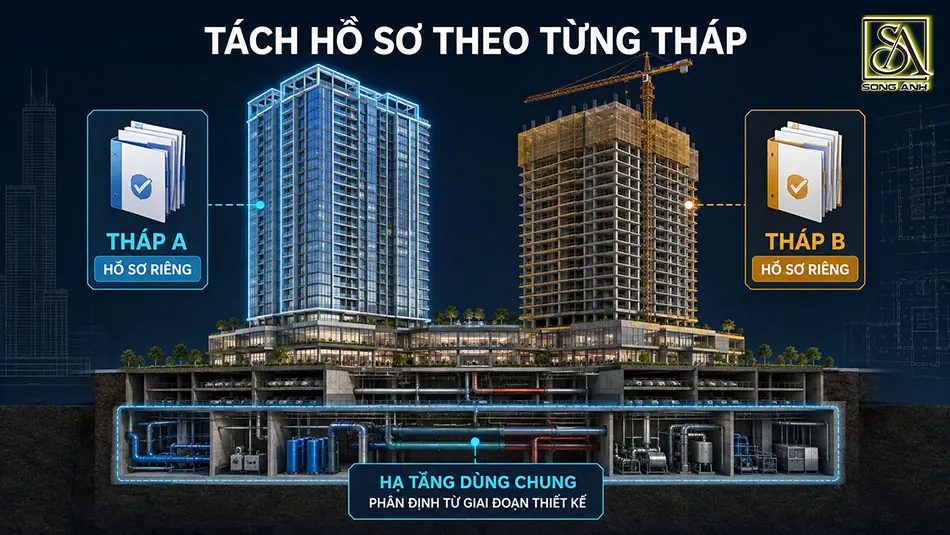 TÁCH HỒ SƠ THEO TỪNG THÁP
SA
SONG ANH
THÁP A
HỒ SƠ RIÊNG
THÁP B
HỒ SƠ RIÊNG
HẠ TẦNG DÙNG CHUNG
PHÂN ĐỊNH TỪ GIAI ĐOẠN THIẾT KẾ